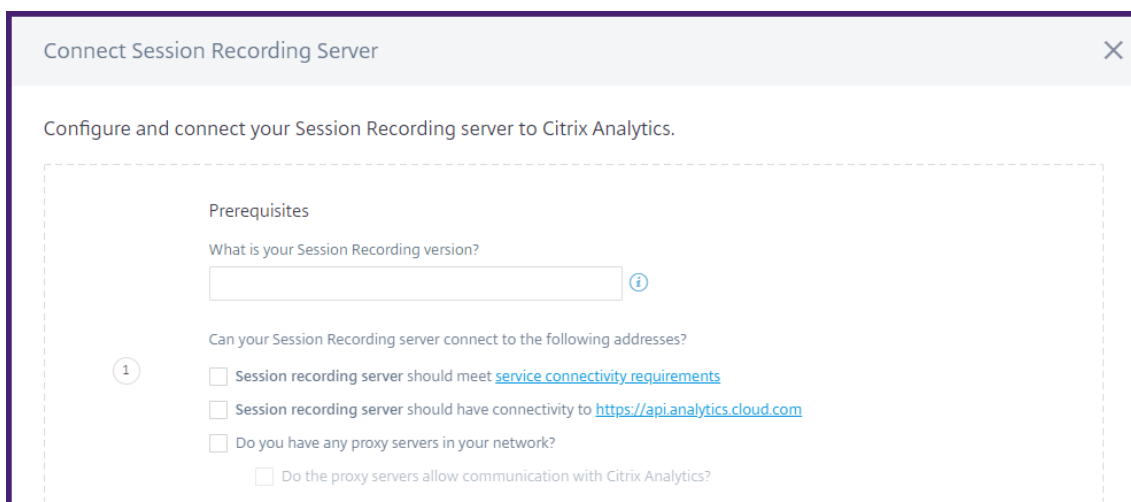 Connect Session Recording Server
Configure and connect your Session Recording server to Citrix Analytics.
Prerequisites
What is your Session Recording version?
i
Can your Session Recording server connect to the following addresses?
1
Session recording server should meet service connectivity requirements
Session recording server should have connectivity to https://api.analytics.cloud.com
Do you have any proxy servers in your network?
Do the proxy servers allow communication with Citrix Analytics?